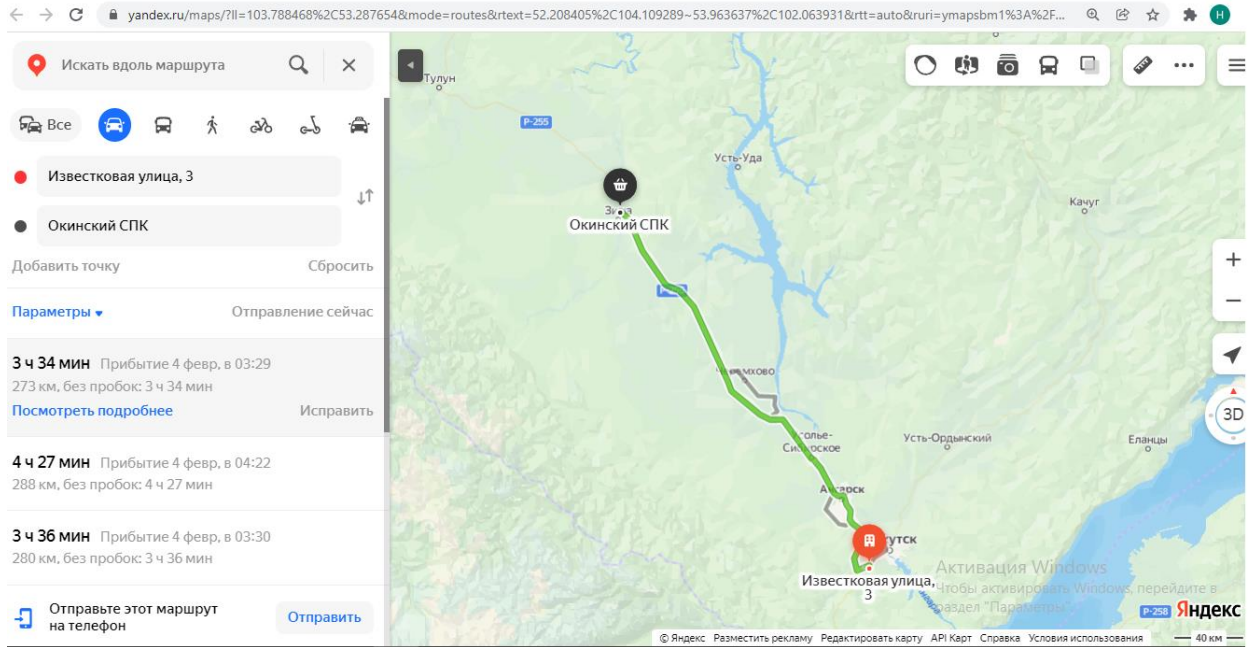 yandex.ru/maps/?ll=103.788468%2C53.287654&mode=routes&rtext=52.208405%2C104.109289~53.963637%2C102.063931&rtt=auto&ruri=ymapsbm1%3A%2F...
Н
Искать вдоль маршрута
Все
Известковая улица, 3
Окинский СПК
Добавить точку
Сбросить
Параметры
Отправление сейчас
3 ч 34 мин Прибытие 4 февр, в 03:29
273 км, без пробок: 3 ч 34 мин
Посмотреть подробнее
Исправить
4 ч 27 мин Прибытие 4 февр, в 04:22
288 км, без пробок: 4 ч 27 мин
3 ч 36 мин Прибытие 4 февр, в 03:30
280 км, без пробок: 3 ч 36 мин
Отправьте этот маршрут
на телефон
Отправить
Тулун
Р-255
Усть-Уда
Качуг
Окинский СПК
Усть-Ордынский
Еланцы
Известковая улица,
3
3D
Активация Windows
Чтобы активировать Windows, перейдите в
раздел "Параметры".
Р-258
Яндекс
© Яндекс Разместить рекламу Редактировать карту API Карт Справка Условия использования
40 км